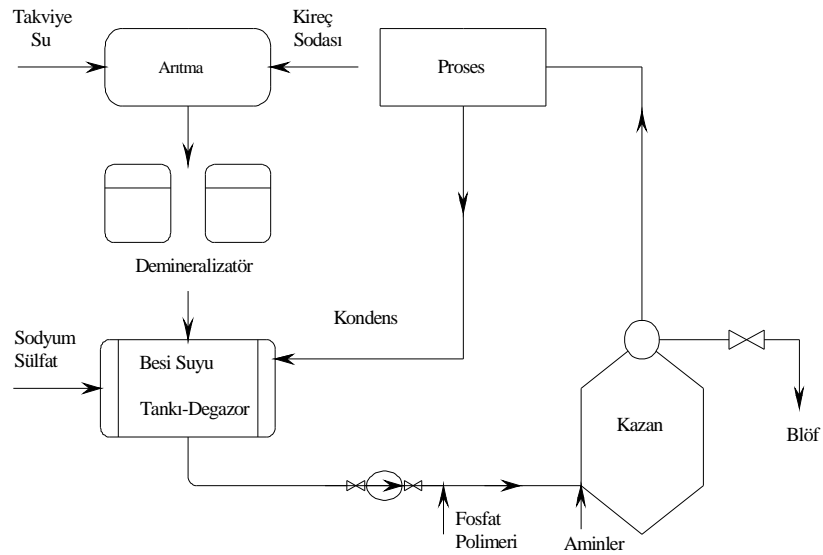 Takviye
Su
Kireç
Sodası
Arıtma
Proses
Demineralizatör
Kondens
Sodyum
Sülfat
Besi Suyu
Tankı-Degazor
Kazan
Blöf
Fosfat
Polimeri
Aminler